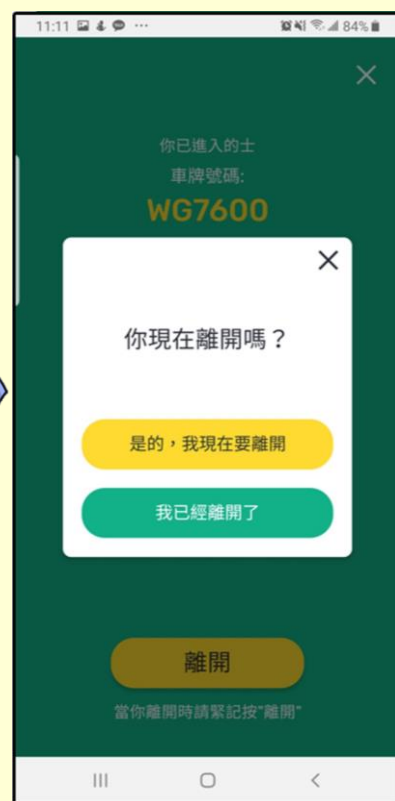 11:11 84%
你已進入的士
車牌號碼:
WG7600
你現在離開嗎？
是的，我現在要離開
我已經離開了
離開
當你離開時請緊記按"離開"